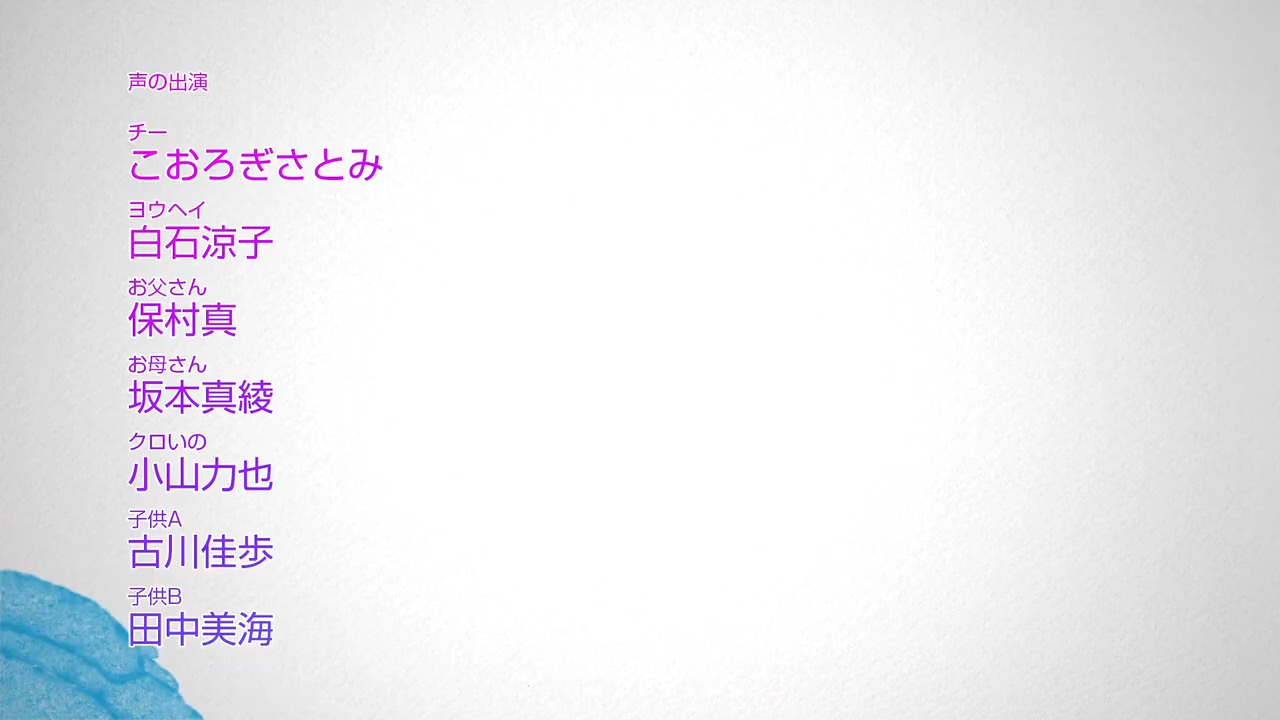 声の出演
チー
こおろぎさとみ
ヨウヘイ
白石涼子
お父さん
保村真
お母さん
坂本真綾
クロいの
小山力也
子供A
古川佳歩
子供B
田中美海